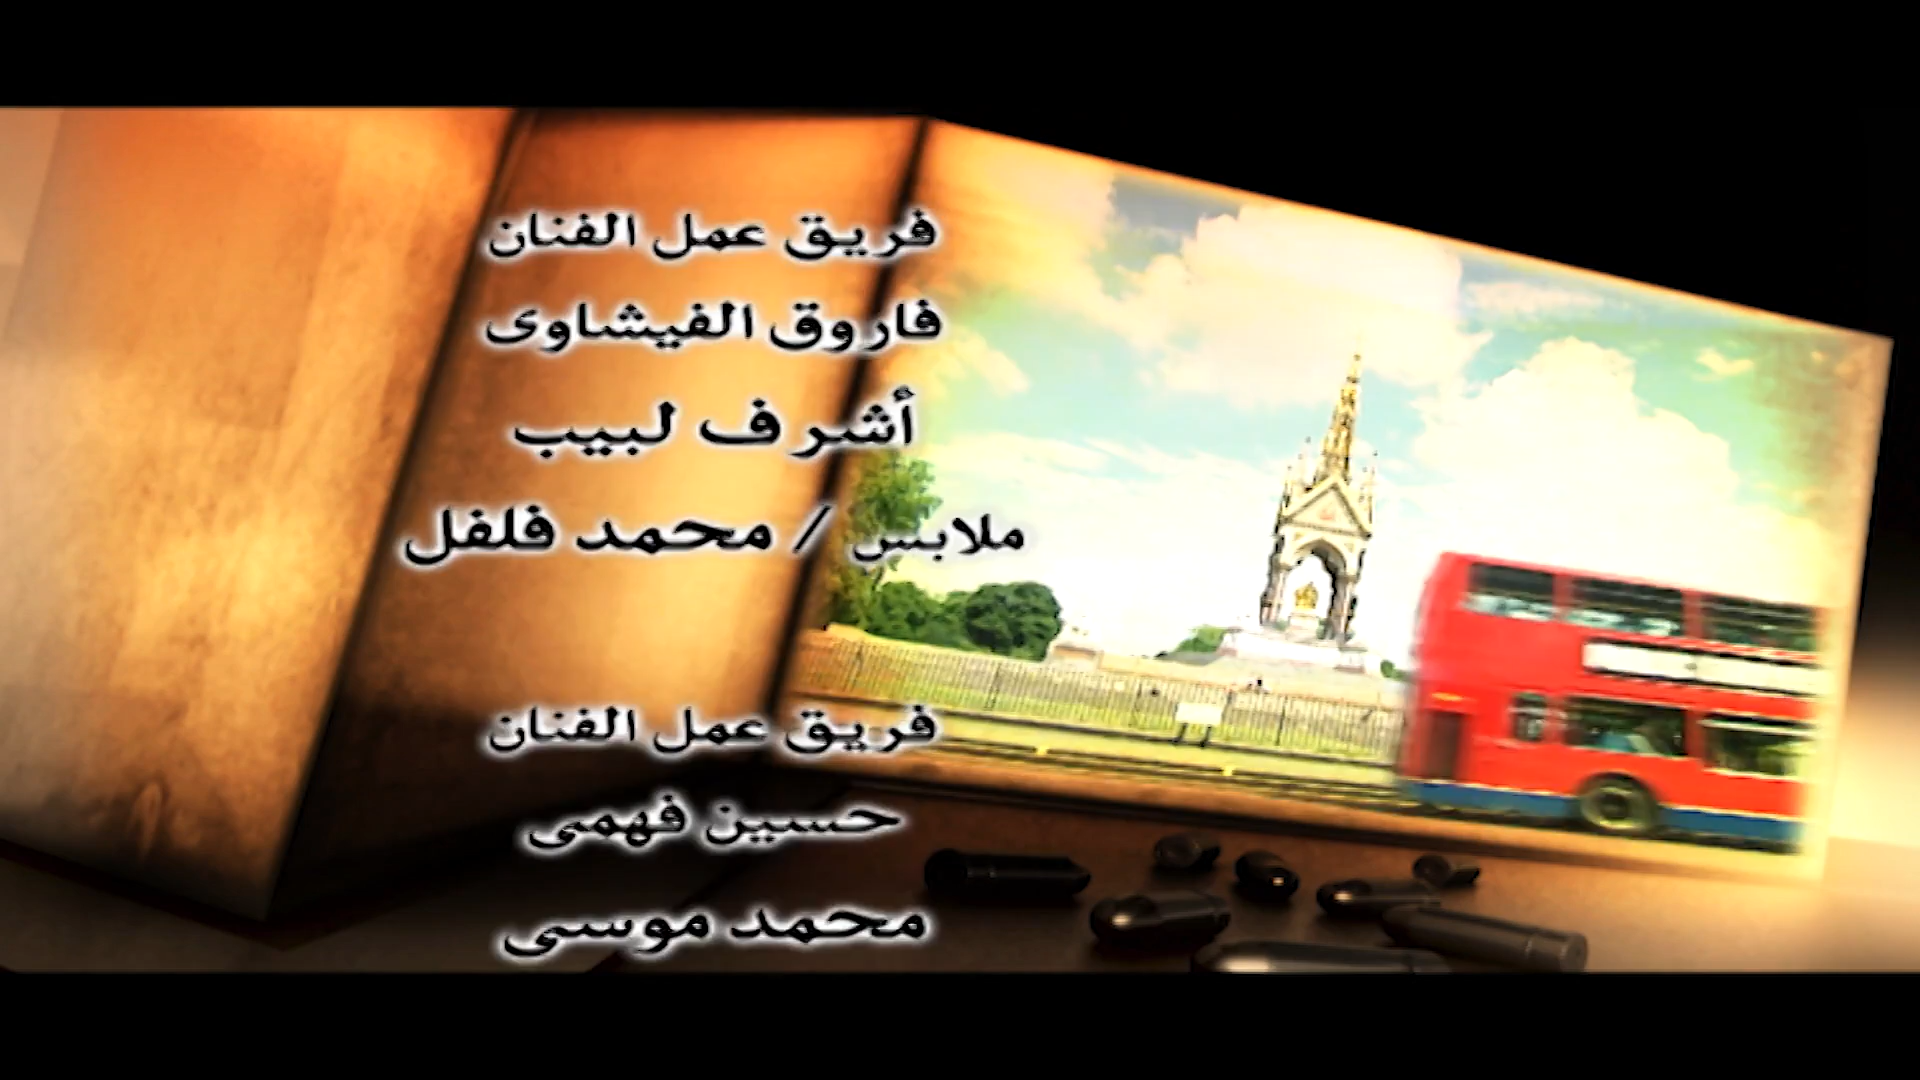 فريق عمل الفنان
فاروق الفيشاوى
أشرف لبيب
ملابس / محمد فلفل
فريق عمل الفنان
حسين فهمى
محمد موسى